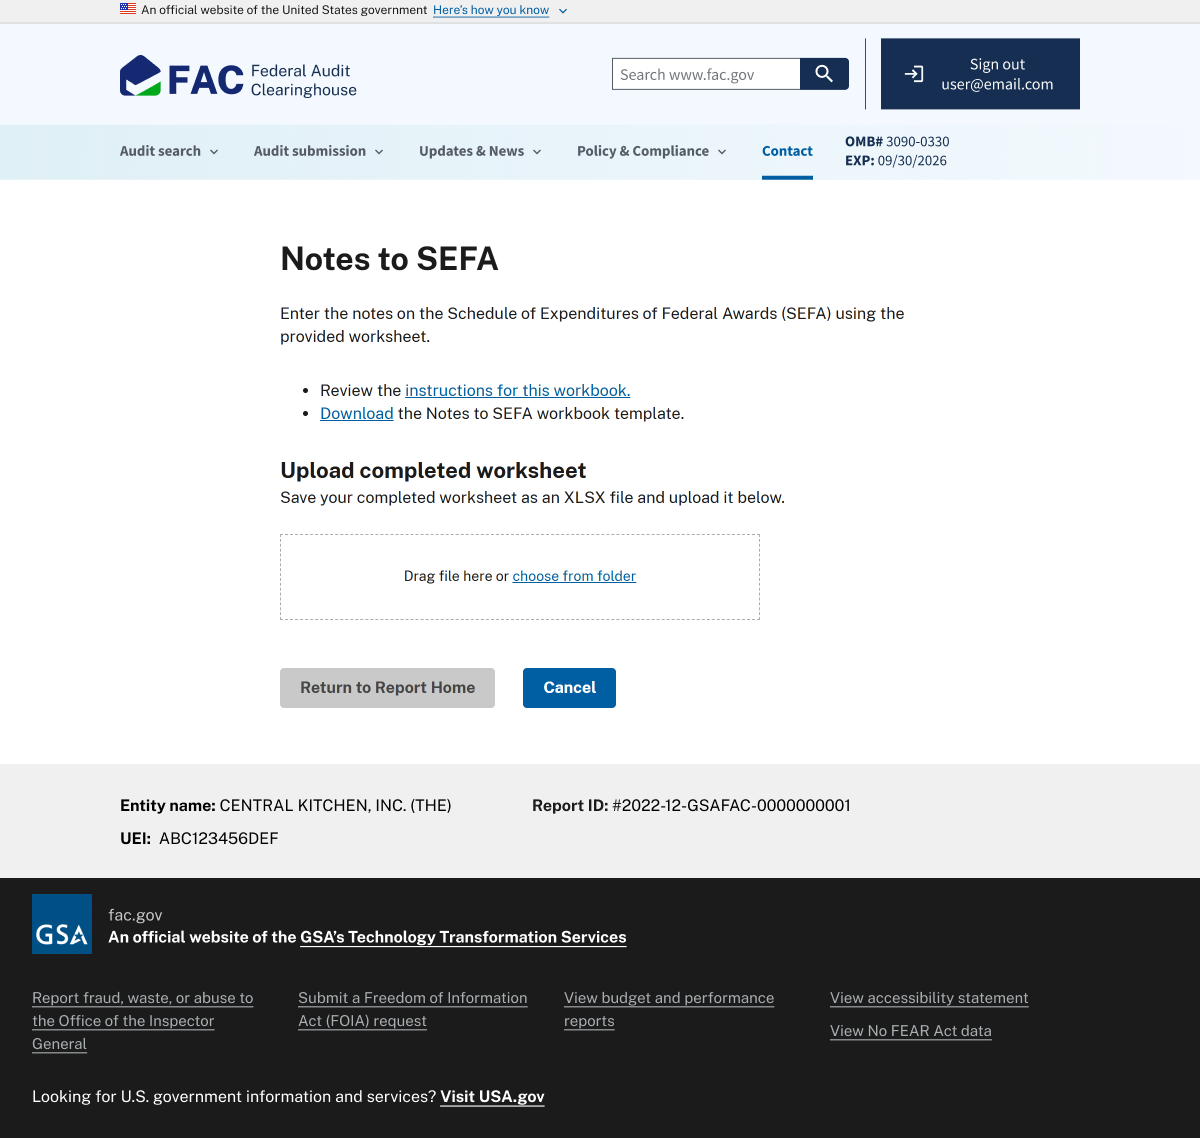 An official website of the United States government Here's how you know
FAC Federal Audit
Clearinghouse
Search www.fac.gov
Sign out
user@email.com
Audit search
Audit submission
Updates & News
Policy & Compliance
Contact
OMB# 3090-0330
EXP: 09/30/2026
Notes to SEFA
Enter the notes on the Schedule of Expenditures of Federal Awards (SEFA) using the
provided worksheet.
• Review the instructions for this workbook.
• Download the Notes to SEFA workbook template.
Upload completed worksheet
Save your completed worksheet as an XLSX file and upload it below.
Drag file here or choose from folder
Return to Report Home
Cancel
Entity name: CENTRAL KITCHEN, INC. (THE)
Report ID: #2022-12-GSAFAC-0000000001
UEI: ABC123456DEF
GSA
fac.gov
An official website of the GSA’s Technology Transformation Services
Report fraud, waste, or abuse to
the Office of the Inspector
General
Submit a Freedom of Information
Act (FOIA) request
View budget and performance
reports
View accessibility statement
View No FEAR Act data
Looking for U.S. government information and services? Visit USA.gov